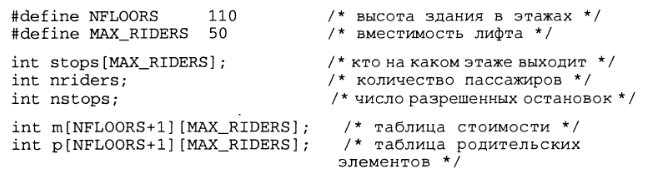 #define NFLOORS 110 /* высота здания в этажах */
#define MAX_RIDERS 50 /* вместимость лифта */
int stops[MAX_RIDERS]; /* кто на каком этаже выходит */
int nriders; /* количество пассажиров */
int nstops; /* число разрешенных остановок */
int m[NFLOORS+1][MAX_RIDERS]; /* таблица стоимости */
int p[NFLOORS+1][MAX_RIDERS]; /* таблица родительских
элементов */